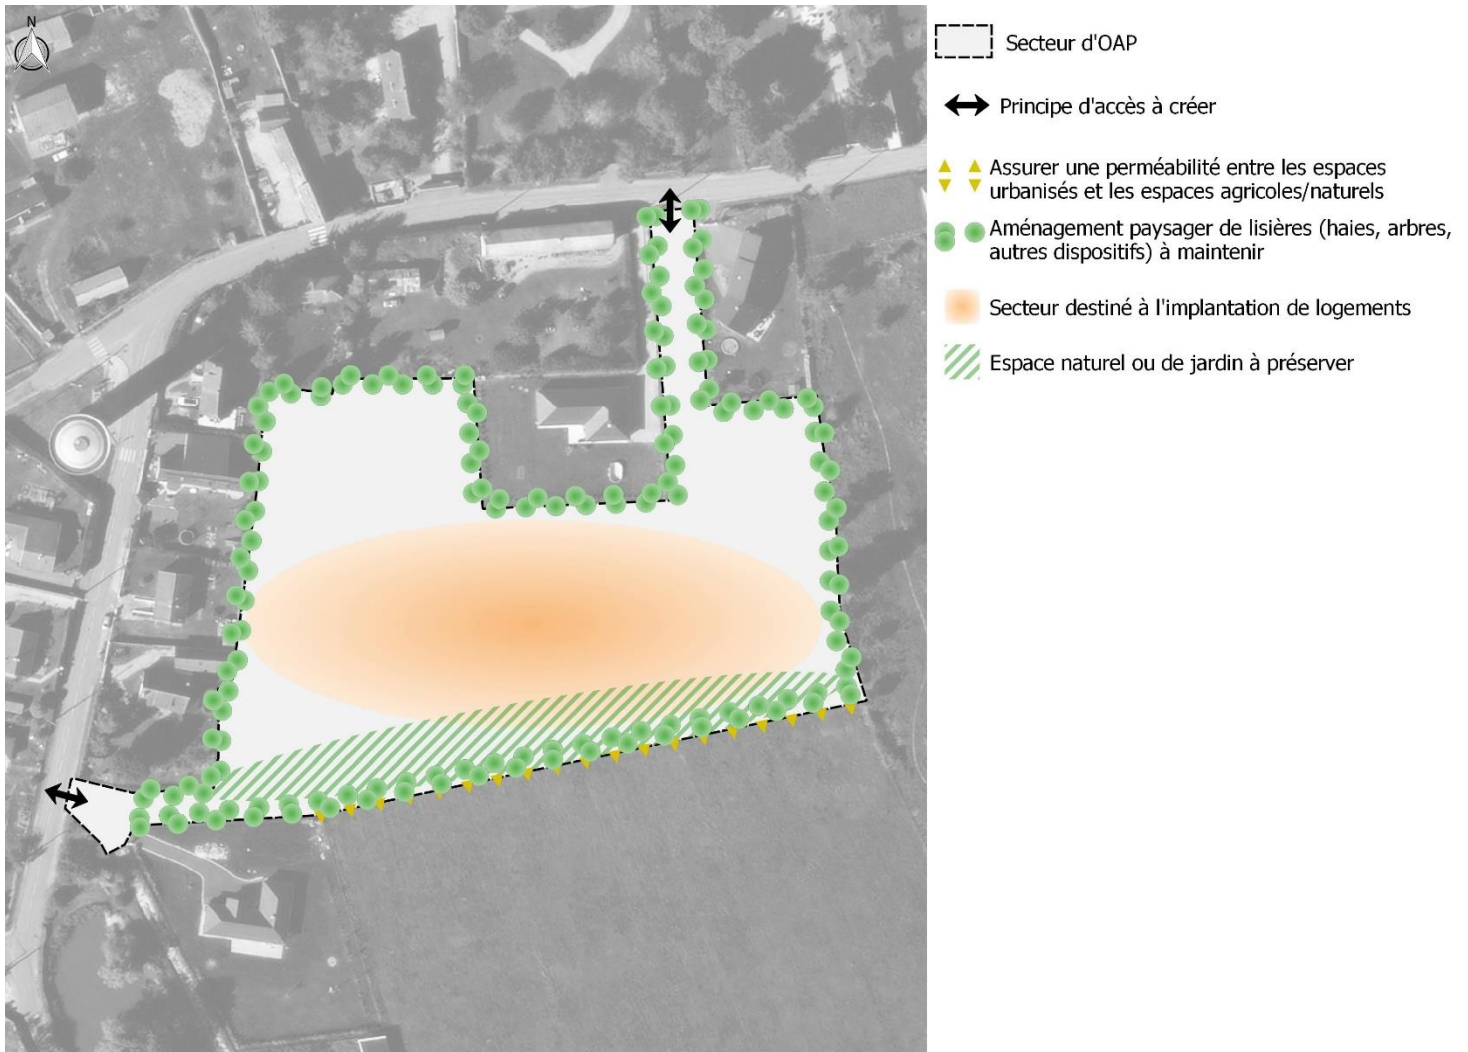 N
Secteur d'OAP
Principe d'accès à créer
Assurer une perméabilité entre les espaces
urbanisés et les espaces agricoles/naturels
Aménagement paysager de lisières (haies, arbres,
autres dispositifs) à maintenir
Secteur destiné à l'implantation de logements
Espace naturel ou de jardin à préserver